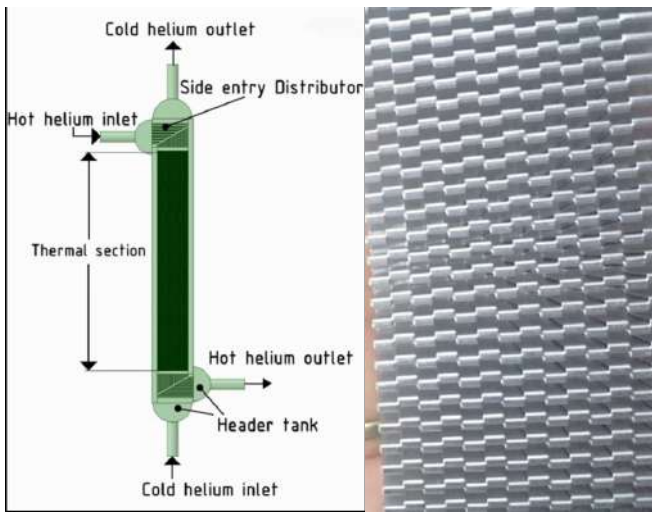 Cold helium outlet
Side entry Distributor
Hot helium inlet
Thermal section
Hot helium outlet
Header tank
Cold helium inlet